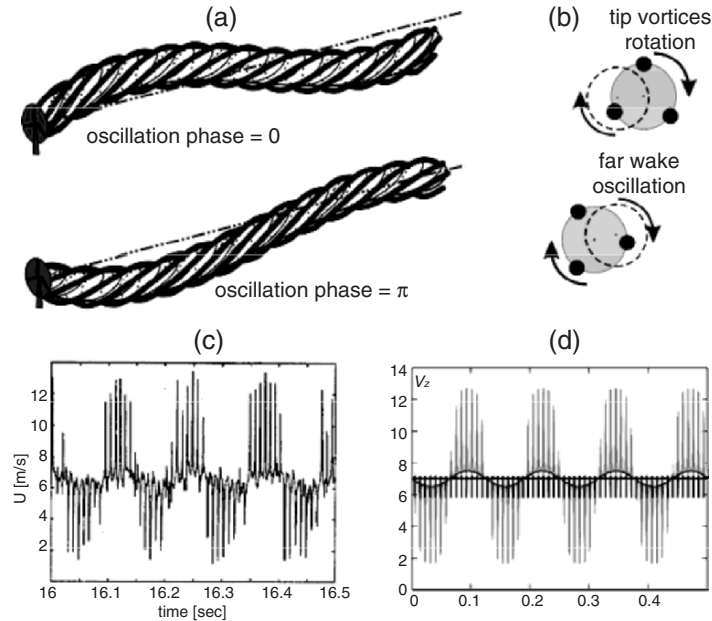 (a)
(b)
tip vortices
rotation
oscillation phase = 0
far wake
oscillation
oscillation phase = π
(c)
(d)
U [m/s]
12
10
8
6
4
2
16
16.1
16.2
16.3
16.4
16.5
time [sec]
V_z
14
12
10
8
6
4
2
0
0
0.1
0.2
0.3
0.4